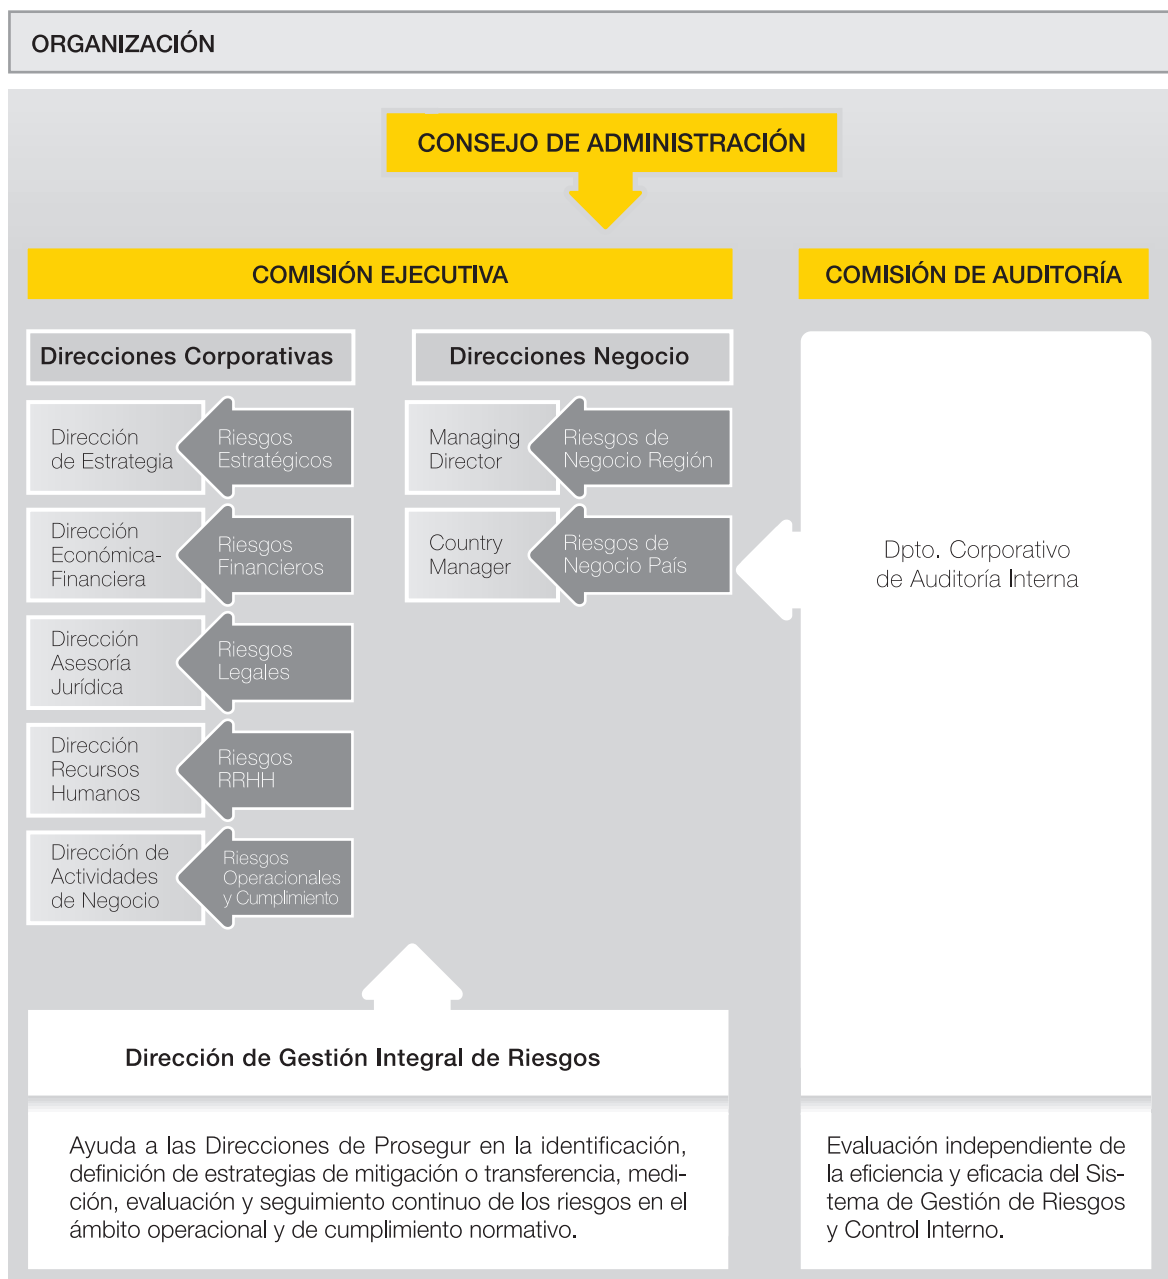 ORGANIZACIÓN
CONSEJO DE ADMINISTRACIÓN
COMISIÓN EJECUTIVA
COMISIÓN DE AUDITORÍA
Direcciones Corporativas
Direcciones Negocio
Dirección
de Estrategia
Riesgos
Estratégicos
Managing
Director
Riesgos de
Negocio Región
Dirección
Económica-
Financiera
Riesgos
Financieros
Country
Manager
Riesgos de
Negocio País
Dpto. Corporativo
de Auditoría Interna
Dirección
Asesoría
Jurídica
Riesgos
Legales
Dirección
Recursos
Humanos
Riesgos
RRHH
Dirección de
Actividades
de Negocio
Riesgos
Operacionales
y Cumplimiento
Dirección de Gestión Integral de Riesgos
Ayuda a las Direcciones de Prosegur en la identificación,
definición de estrategias de mitigación o transferencia, medi-
ción, evaluación y seguimiento continuo de los riesgos en el
ámbito operacional y de cumplimiento normativo.
Evaluación independiente de
la eficiencia y eficacia del Sis-
tema de Gestión de Riesgos
y Control Interno.